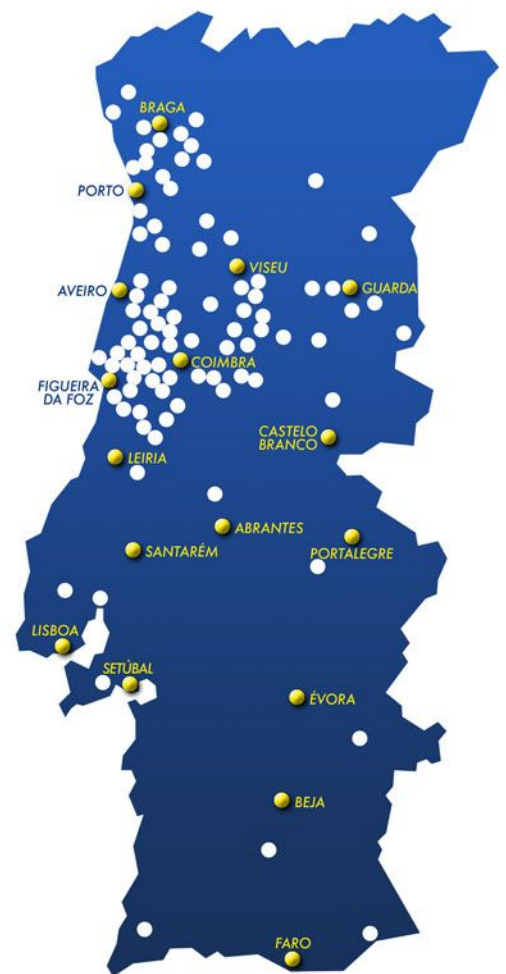 BRAGA
PORTO
VISEU
AVEIRO
GUARDA
COIMBRA
FIGUEIRA
DA FOZ
CASTELO
BRANCO
LEIRIA
ABRANTES
PORTALEGRE
SANTARÉM
LISBOA
SETÚBAL
ÉVORA
BEJA
FARO